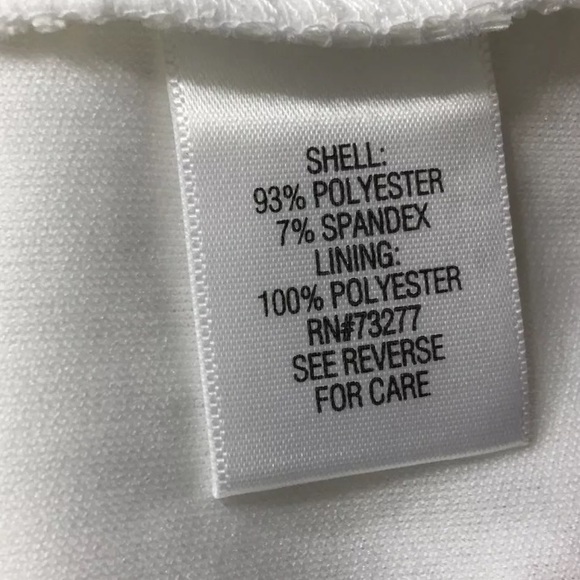 SHELL:
93% POLYESTER
7% SPANDEX
LINING:
100% POLYESTER
RN#73277
SEE REVERSE
FOR CARE